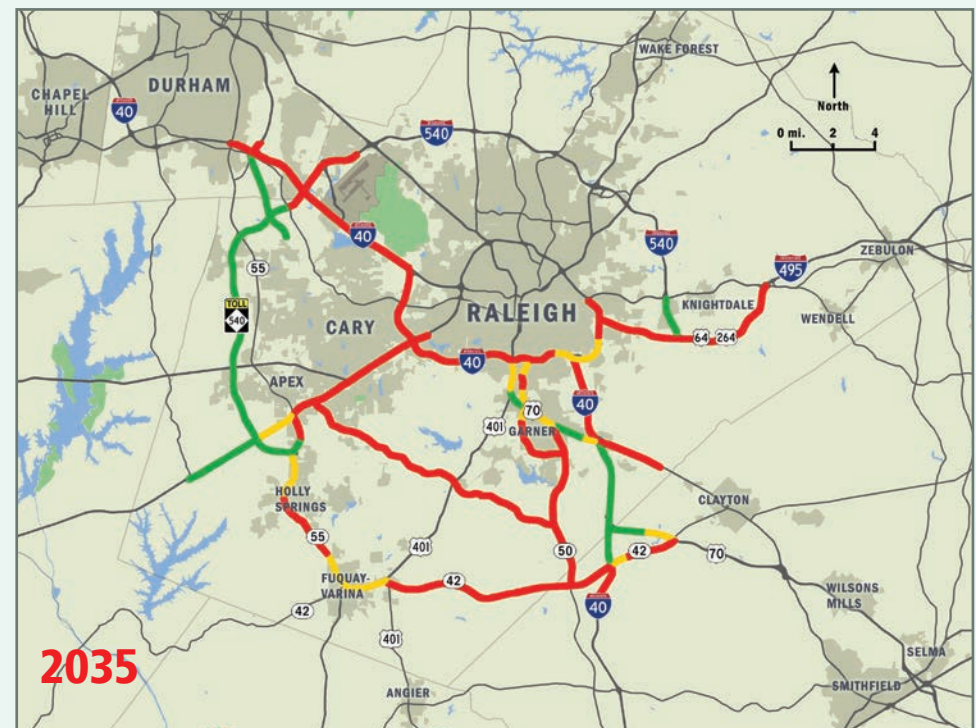 WAKE FOREST
DURHAM
CHAPEL
HILL
40
North
540
0 mi. 2 4
40
540
ZEBULON
55
495
KNIGHTDALE
TOLL
540
RALEIGH
WENDELL
CARY
64 264
40
APEX
40
70
401
GARNER
HOLLY
SPRINGS
CLAYTON
55
401
50
42
70
FUQUAY-
VARINA
42
WILSONS
MILLS
42
40
401
2035
SELMA
ANGIER
SMITHFIELD